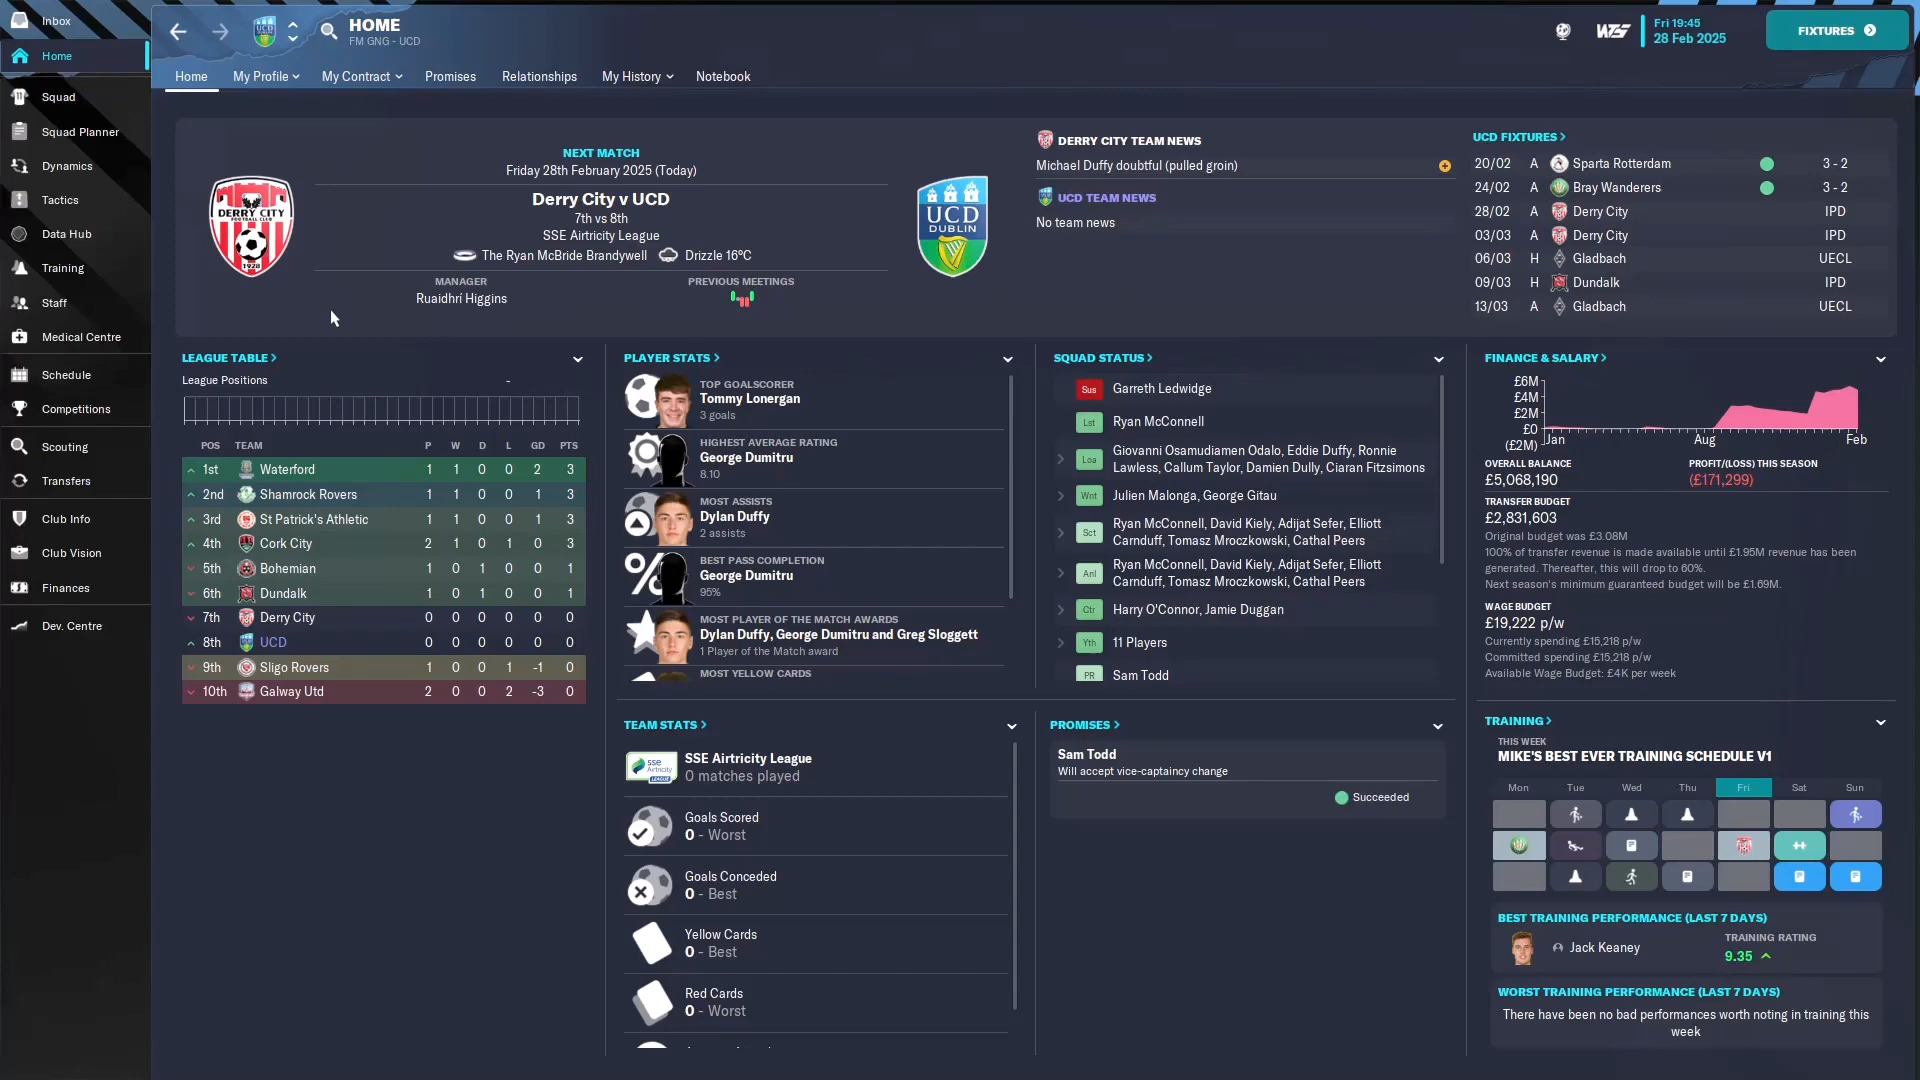 Inbox
Home
Squad
Squad Planner
Dynamics
Tactics
Data Hub
Training
Staff
Medical Centre
Schedule
Competitions
Scouting
Transfers
Club Info
Club Vision
Finances
Dev. Centre
HOME
FM GNG - UCD
Fri 19:45
28 Feb 2025
FIXTURES
Home My Profile My Contract Promises Relationships My History Notebook
DERRY CITY
FOOTBALL CLUB
1928
NEXT MATCH
Friday 28th February 2025 (Today)
Derry City v UCD
7th vs 8th
SSE Airtricity League
The Ryan McBride Brandywell Drizzle 16°C
MANAGER
Ruaidhrí Higgins
PREVIOUS MEETINGS
UCD
DUBLIN
DERRY CITY TEAM NEWS
Michael Duffy doubtful (pulled groin)
UCD TEAM NEWS
No team news
UCD FIXTURES
20/02 A Sparta Rotterdam 3 - 2
24/02 A Bray Wanderers 3 - 2
28/02 A Derry City IPD
03/03 A Derry City IPD
06/03 H Gladbach UECL
09/03 H Dundalk IPD
13/03 A Gladbach UECL
LEAGUE TABLE
League Positions -
POS TEAM P W D L GD PTS
1st Waterford 1 1 0 0 2 3
2nd Shamrock Rovers 1 1 0 0 1 3
3rd St Patrick's Athletic 1 1 0 0 1 3
4th Cork City 2 1 0 1 0 3
5th Bohemian 1 0 1 0 0 1
6th Dundalk 1 0 1 0 0 1
7th Derry City 0 0 0 0 0 0
8th UCD 0 0 0 0 0 0
9th Sligo Rovers 1 0 0 1 -1 0
10th Galway Utd 2 0 0 2 -3 0
PLAYER STATS
TOP GOALSCORER
Tommy Lonergan
3 goals
HIGHEST AVERAGE RATING
George Dumitru
8.10
MOST ASSISTS
Dylan Duffy
2 assists
BEST PASS COMPLETION
George Dumitru
95%
MOST PLAYER OF THE MATCH AWARDS
Dylan Duffy, George Dumitru and Greg Sloggett
1 Player of the Match award
MOST YELLOW CARDS
SQUAD STATUS
Sus Garreth Ledwidge
Lst Ryan McConnell
Loa Giovanni Osamudiamen Odalo, Eddie Duffy, Ronnie
Lawless, Callum Taylor, Damien Dully, Ciaran Fitzsimons
Wnt Julien Malonga, George Gitau
Sct Ryan McConnell, David Kiely, Adijat Sefer, Elliott
Carnduff, Tomasz Mroczkowski, Cathal Peers
Anl Ryan McConnell, David Kiely, Adijat Sefer, Elliott
Carnduff, Tomasz Mroczkowski, Cathal Peers
Ctr Harry O'Connor, Jamie Duggan
Yth 11 Players
PR Sam Todd
FINANCE & SALARY
£6M
£4M
£2M
£0
(£2M)
Jan Aug Feb
OVERALL BALANCE
£5,068,190
PROFIT/(LOSS) THIS SEASON
(£171,299)
TRANSFER BUDGET
£2,831,603
Original budget was £3.08M
100% of transfer revenue is made available until £1.95M revenue has been
generated. Thereafter, this will drop to 60%.
Next season's minimum guaranteed budget will be £1.69M.
WAGE BUDGET
£19,222 p/w
Currently spending £15,218 p/w
Committed spending £15,218 p/w
Available Wage Budget: £4K per week
TEAM STATS
SSE Airtricity League
0 matches played
Goals Scored
0 - Worst
Goals Conceded
0 - Best
Yellow Cards
0 - Best
Red Cards
0 - Worst
PROMISES
Sam Todd
Will accept vice-captaincy change
Succeeded
TRAINING
THIS WEEK
MIKE'S BEST EVER TRAINING SCHEDULE V1
Mon Tue Wed Thu Fri Sat Sun
BEST TRAINING PERFORMANCE (LAST 7 DAYS)
Jack Keaney
TRAINING RATING
9.35
WORST TRAINING PERFORMANCE (LAST 7 DAYS)
There have been no bad performances worth noting in training this
week